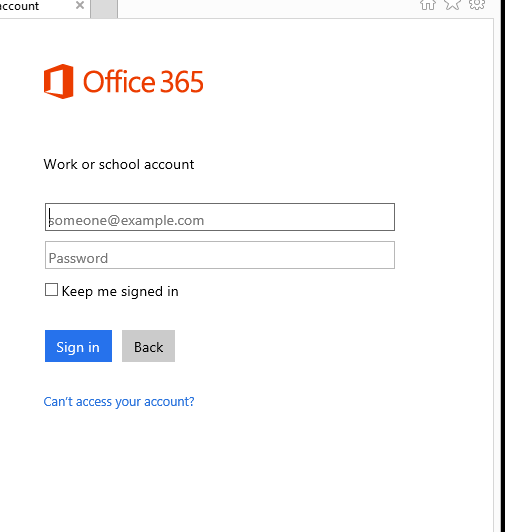 account
Office 365
Work or school account
someone@example.com
Password
Keep me signed in
Sign in
Back
Can't access your account?